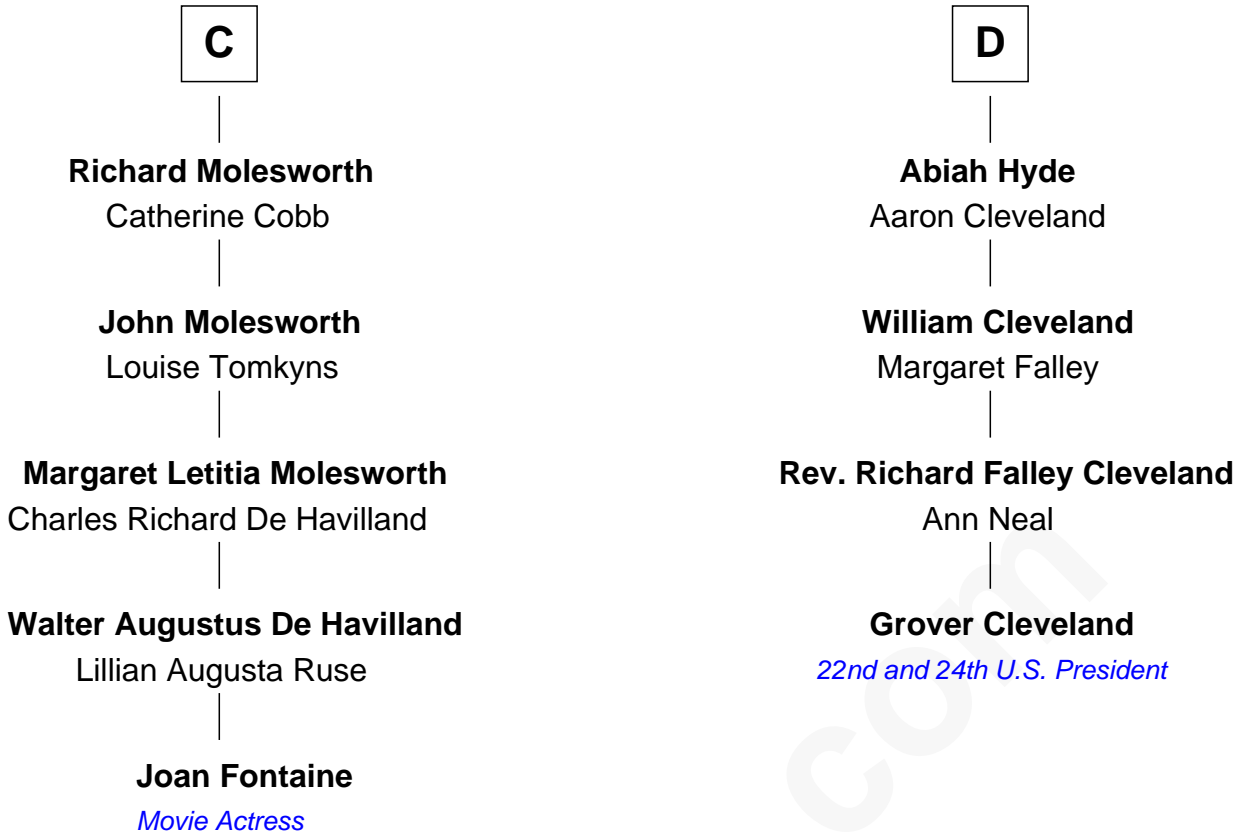 C
Richard Molesworth
Catherine Cobb
John Molesworth
Louise Tomkyns
Margaret Letitia Molesworth
Charles Richard De Havilland
Walter Augustus De Havilland
Lillian Augusta Ruse
Joan Fontaine
Movie Actress
D
Abiah Hyde
Aaron Cleveland
William Cleveland
Margaret Falley
Rev. Richard Falley Cleveland
Ann Neal
Grover Cleveland
22nd and 24th U.S. President
com